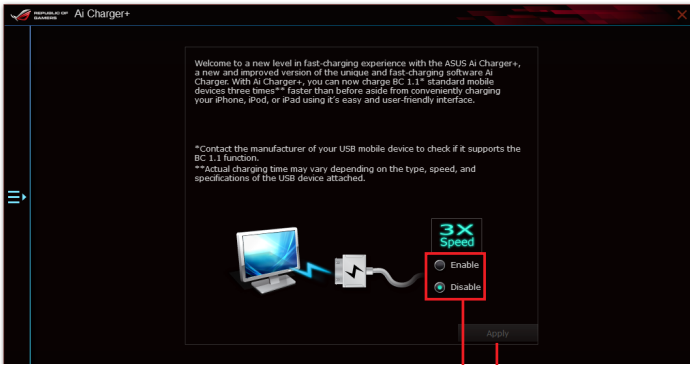 REPUBLIC OF
GAMERS
Ai Charger+
Welcome to a new level in fast-charging experience with the ASUS Ai Charger+,
a new and improved version of the unique and fast-charging software Ai
Charger. With Ai Charger+, you can now charge BC 1.1* standard mobile
devices three times** faster than before aside from conveniently charging
your iPhone, iPod, or iPad using it's easy and user-friendly interface.
*Contact the manufacturer of your USB mobile device to check if it supports the
BC 1.1 function.
**Actual charging time may vary depending on the type, speed, and
specifications of the USB device attached.
3X
Speed
Enable
Disable
Apply